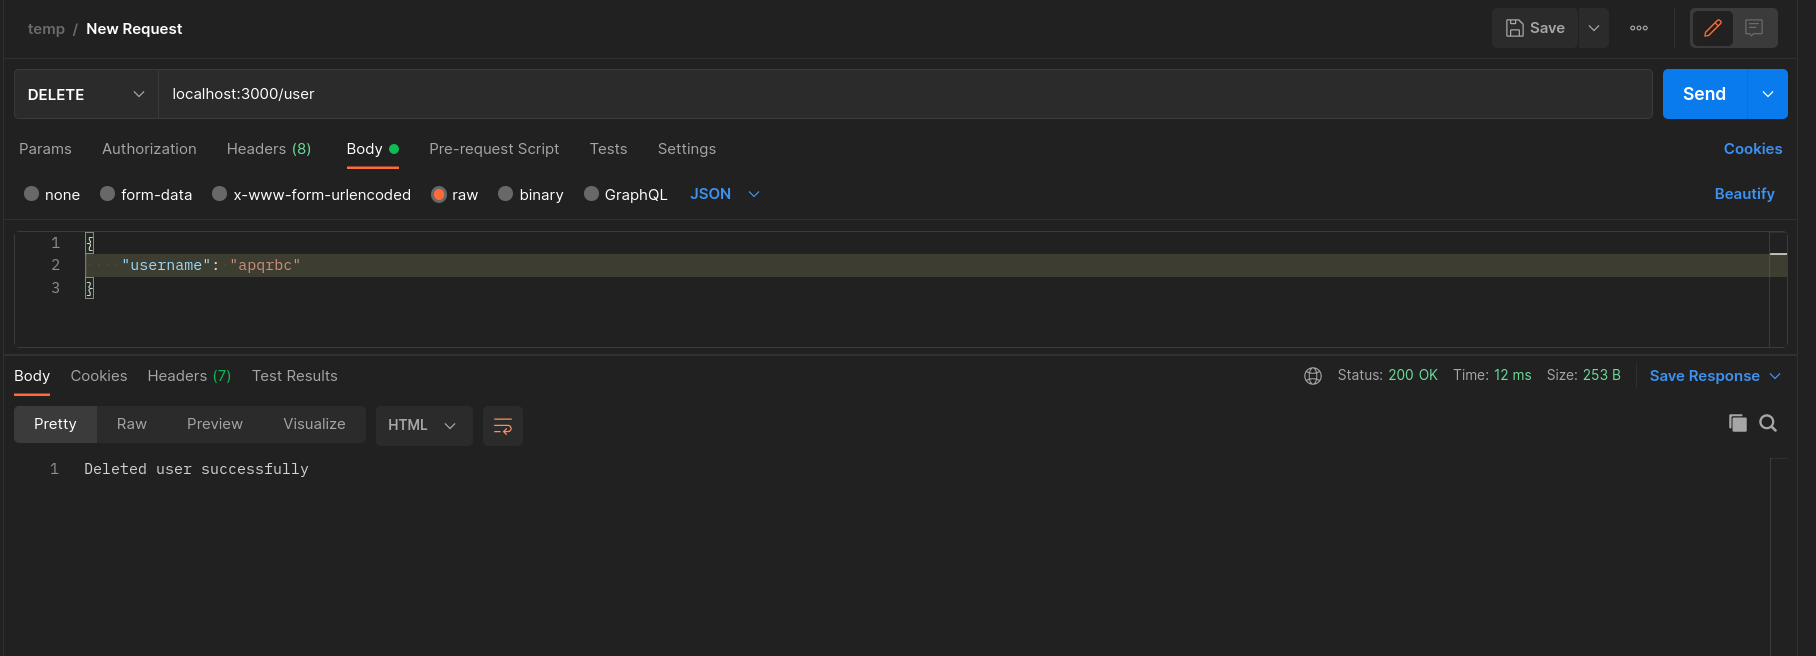 temp / New Request
Save
DELETE
localhost:3000/user
Send
Params Authorization Headers (8) Body Pre-request Script Tests Settings Cookies
none form-data x-www-form-urlencoded raw binary GraphQL JSON Beautify
1 {
2 "username": "apqrbc"
3 }
Body Cookies Headers (7) Test Results Status: 200 OK Time: 12 ms Size: 253 B Save Response
Pretty Raw Preview Visualize HTML
1 Deleted user successfully